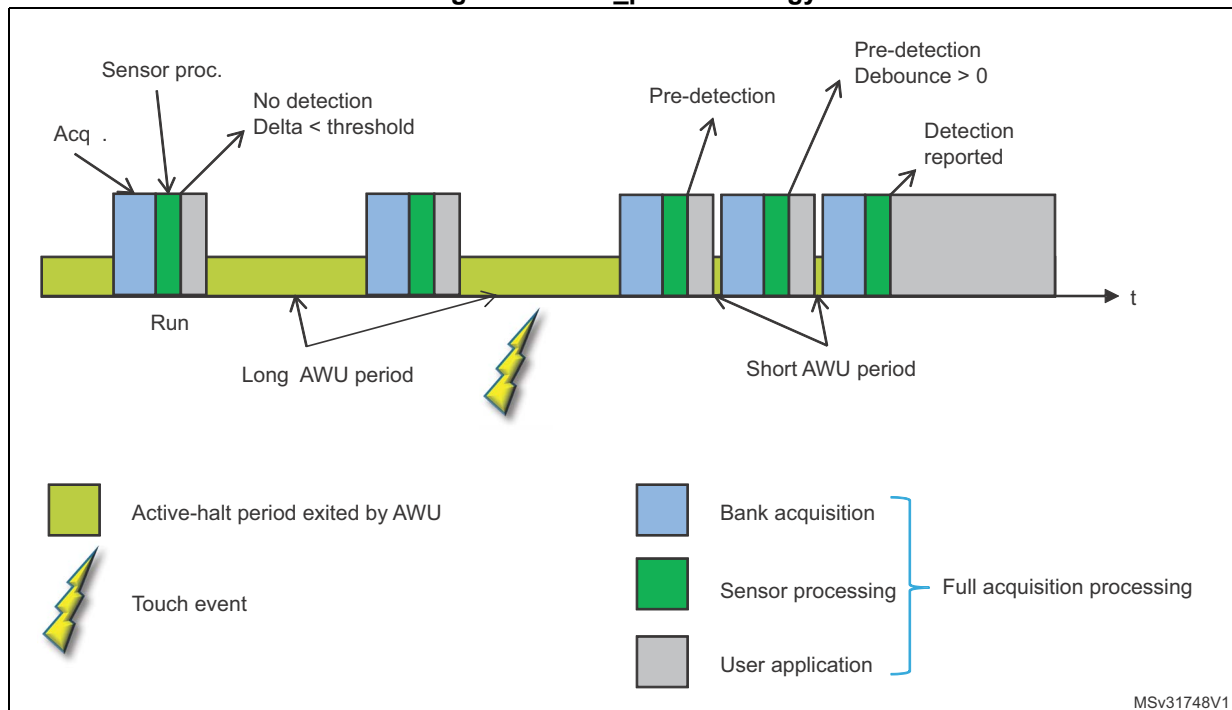 Sensor proc.
Acq .
No detection
Delta < threshold
Pre-detection
Pre-detection
Debounce > 0
Detection
reported
t
Run
Long AWU period
Short AWU period
Active-halt period exited by AWU
Touch event
Bank acquisition
Sensor processing
User application
Full acquisition processing
MSv31748V1